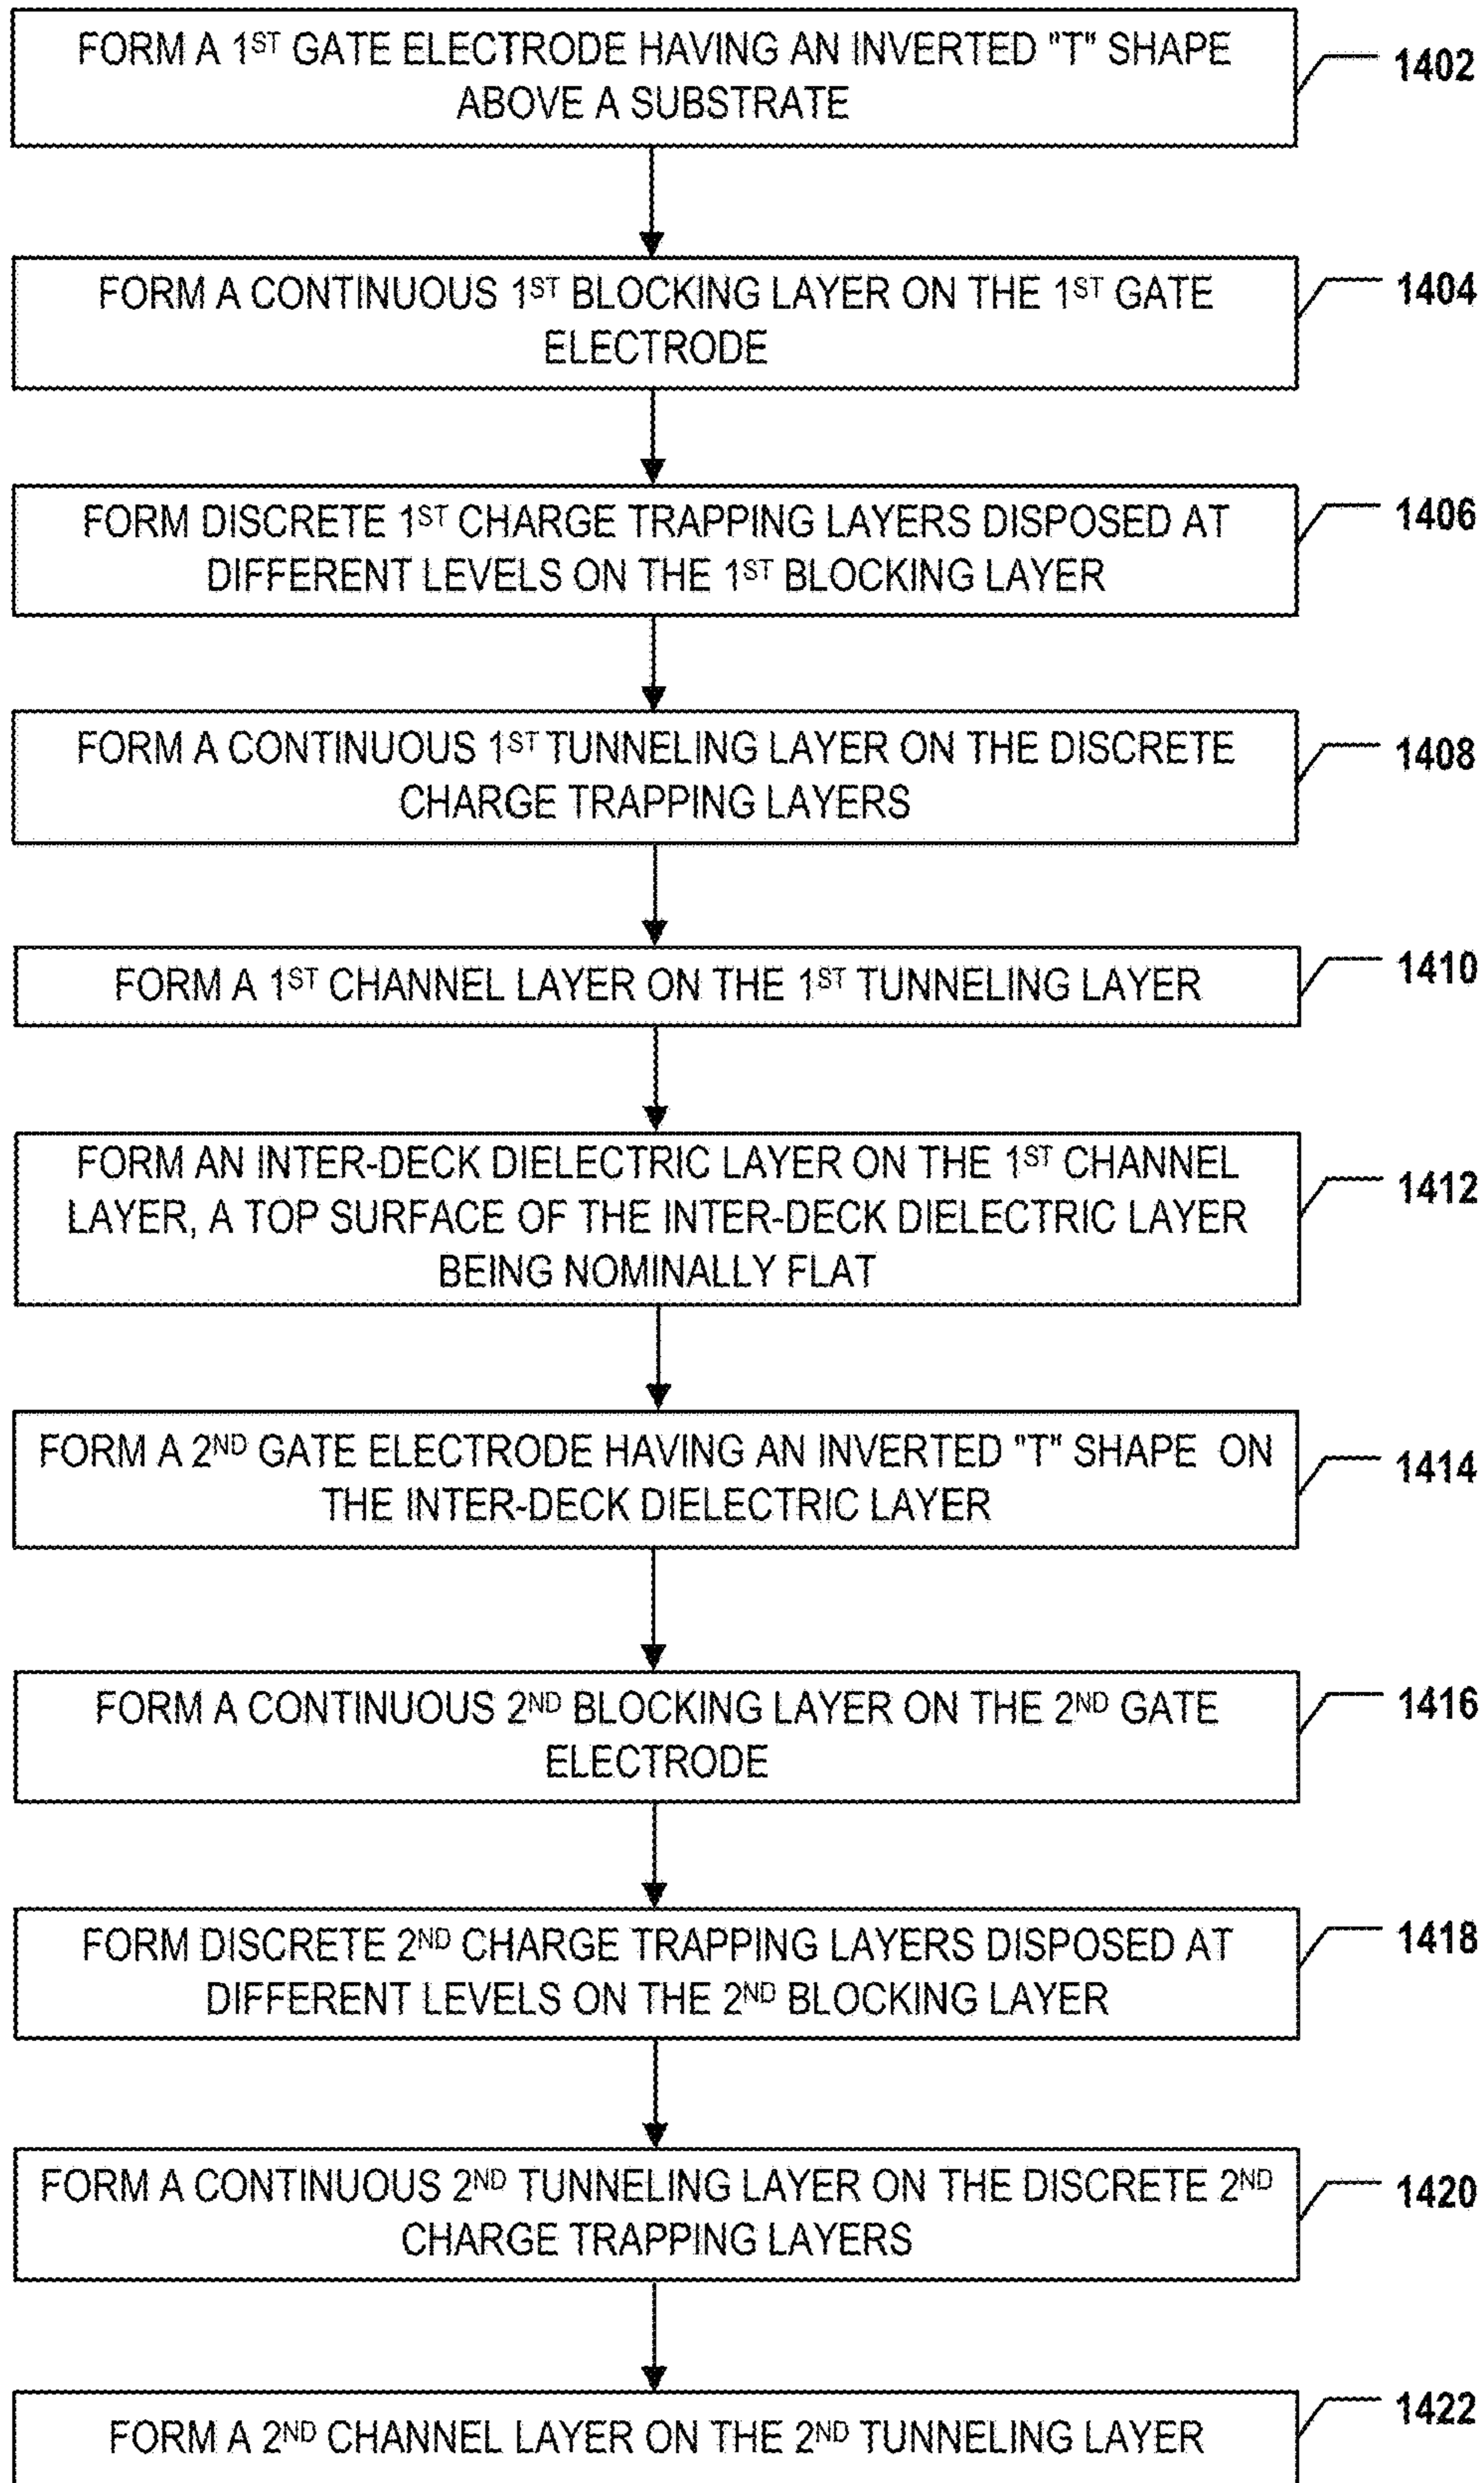 FORM A 1ST GATE ELECTRODE HAVING AN INVERTED "T" SHAPE
ABOVE A SUBSTRATE
1402
FORM A CONTINUOUS 1ST BLOCKING LAYER ON THE 1ST GATE
ELECTRODE
1404
FORM DISCRETE 1ST CHARGE TRAPPING LAYERS DISPOSED AT
DIFFERENT LEVELS ON THE 1ST BLOCKING LAYER
1406
FORM A CONTINUOUS 1ST TUNNELING LAYER ON THE DISCRETE
CHARGE TRAPPING LAYERS
1408
FORM A 1ST CHANNEL LAYER ON THE 1ST TUNNELING LAYER
1410
FORM AN INTER-DECK DIELECTRIC LAYER ON THE 1ST CHANNEL
LAYER, A TOP SURFACE OF THE INTER-DECK DIELECTRIC LAYER
BEING NOMINALLY FLAT
1412
FORM A 2ND GATE ELECTRODE HAVING AN INVERTED "T" SHAPE ON
THE INTER-DECK DIELECTRIC LAYER
1414
FORM A CONTINUOUS 2ND BLOCKING LAYER ON THE 2ND GATE
ELECTRODE
1416
FORM DISCRETE 2ND CHARGE TRAPPING LAYERS DISPOSED AT
DIFFERENT LEVELS ON THE 2ND BLOCKING LAYER
1418
FORM A CONTINUOUS 2ND TUNNELING LAYER ON THE DISCRETE 2ND
CHARGE TRAPPING LAYERS
1420
FORM A 2ND CHANNEL LAYER ON THE 2ND TUNNELING LAYER
1422